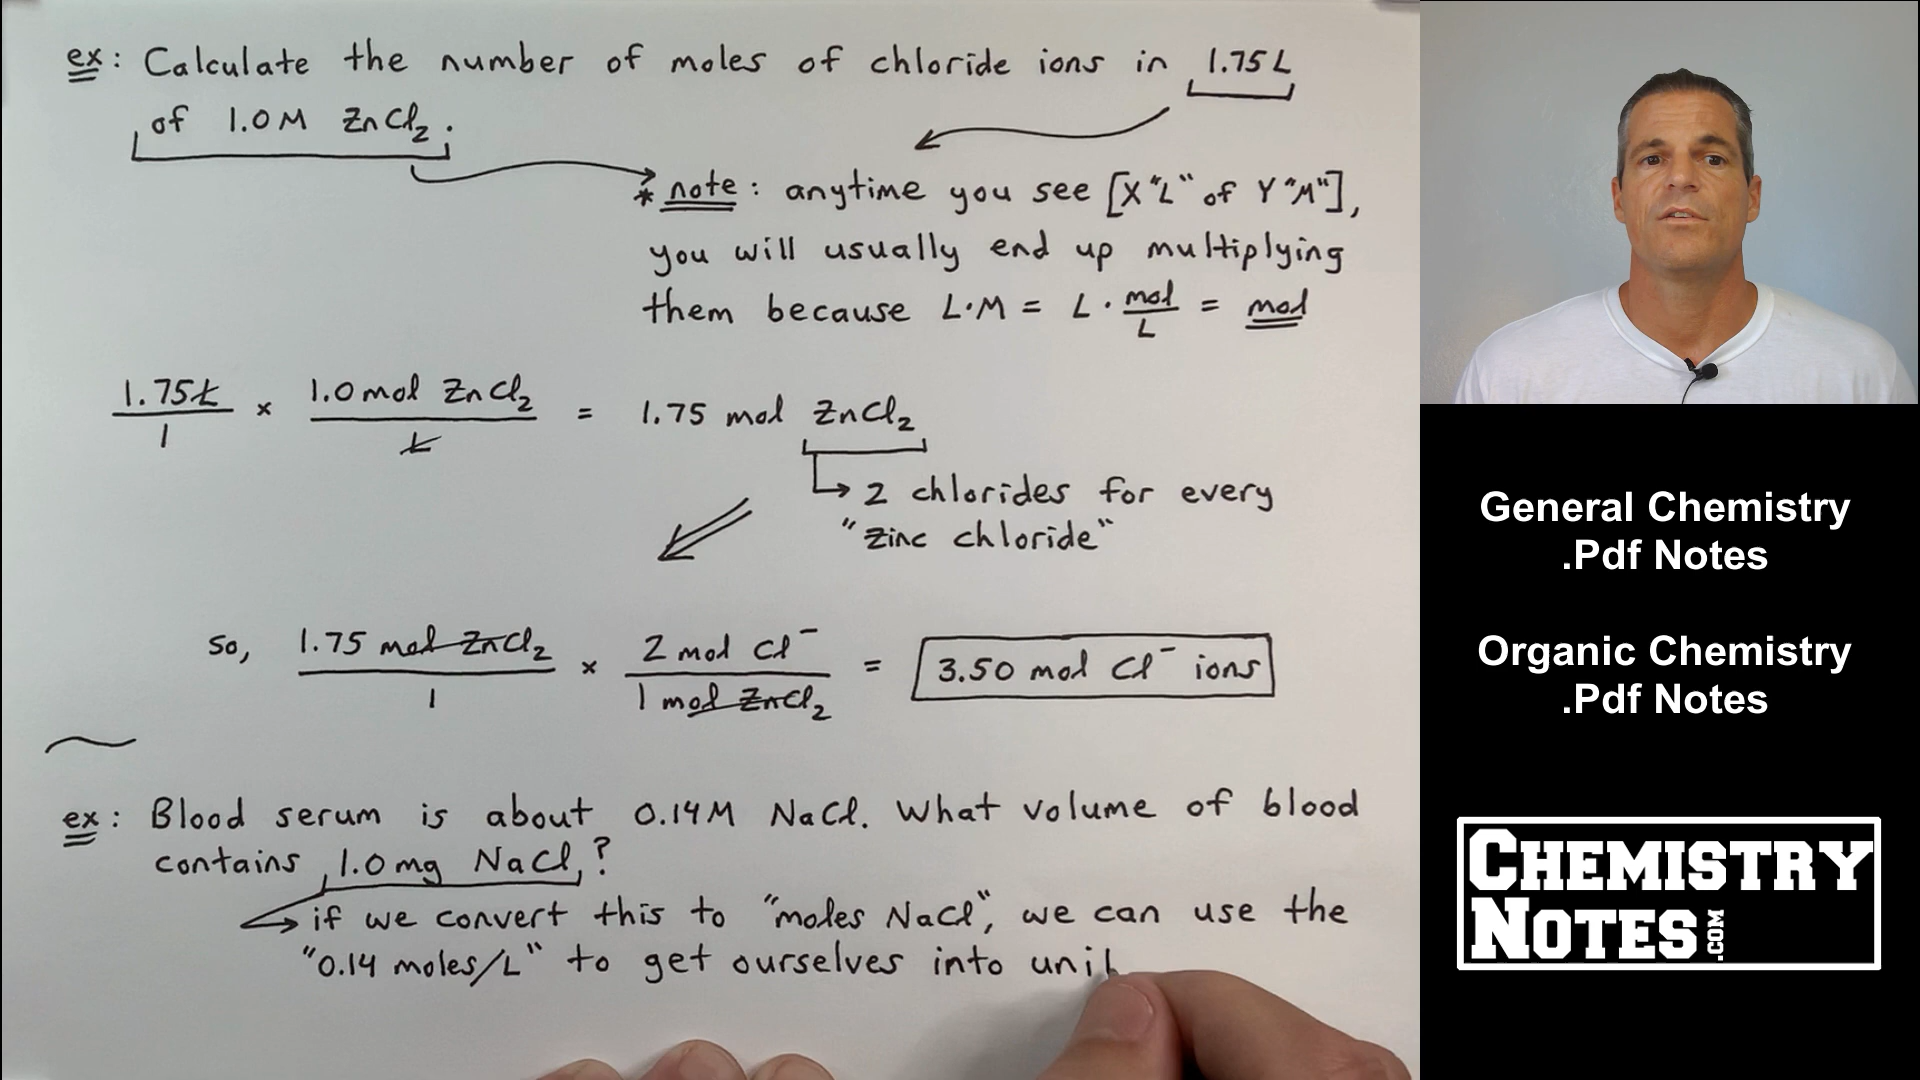 ex: Calculate the number of moles of chloride ions in 1.75 L
of 1.0 M ZnCl₂.
* note: anytime you see [X "L" of Y "M"],
you will usually end up multiplying
them because L·M = L · mol/L = mol
1.75 L / 1 x 1.0 mol ZnCl₂ / L = 1.75 mol ZnCl₂
2 chlorides for every
"zinc chloride"
so, 1.75 mol ZnCl₂ / 1 x 2 mol Cl⁻ / 1 mol ZnCl₂ = 3.50 mol Cl⁻ ions
ex: Blood serum is about 0.14 M NaCl. What volume of blood
contains 1.0 mg NaCl?
if we convert this to "moles NaCl", we can use the
"0.14 moles/L" to get ourselves into
General Chemistry
.Pdf Notes
Organic Chemistry
.Pdf Notes
CHEMISTRY
NOTES.COM